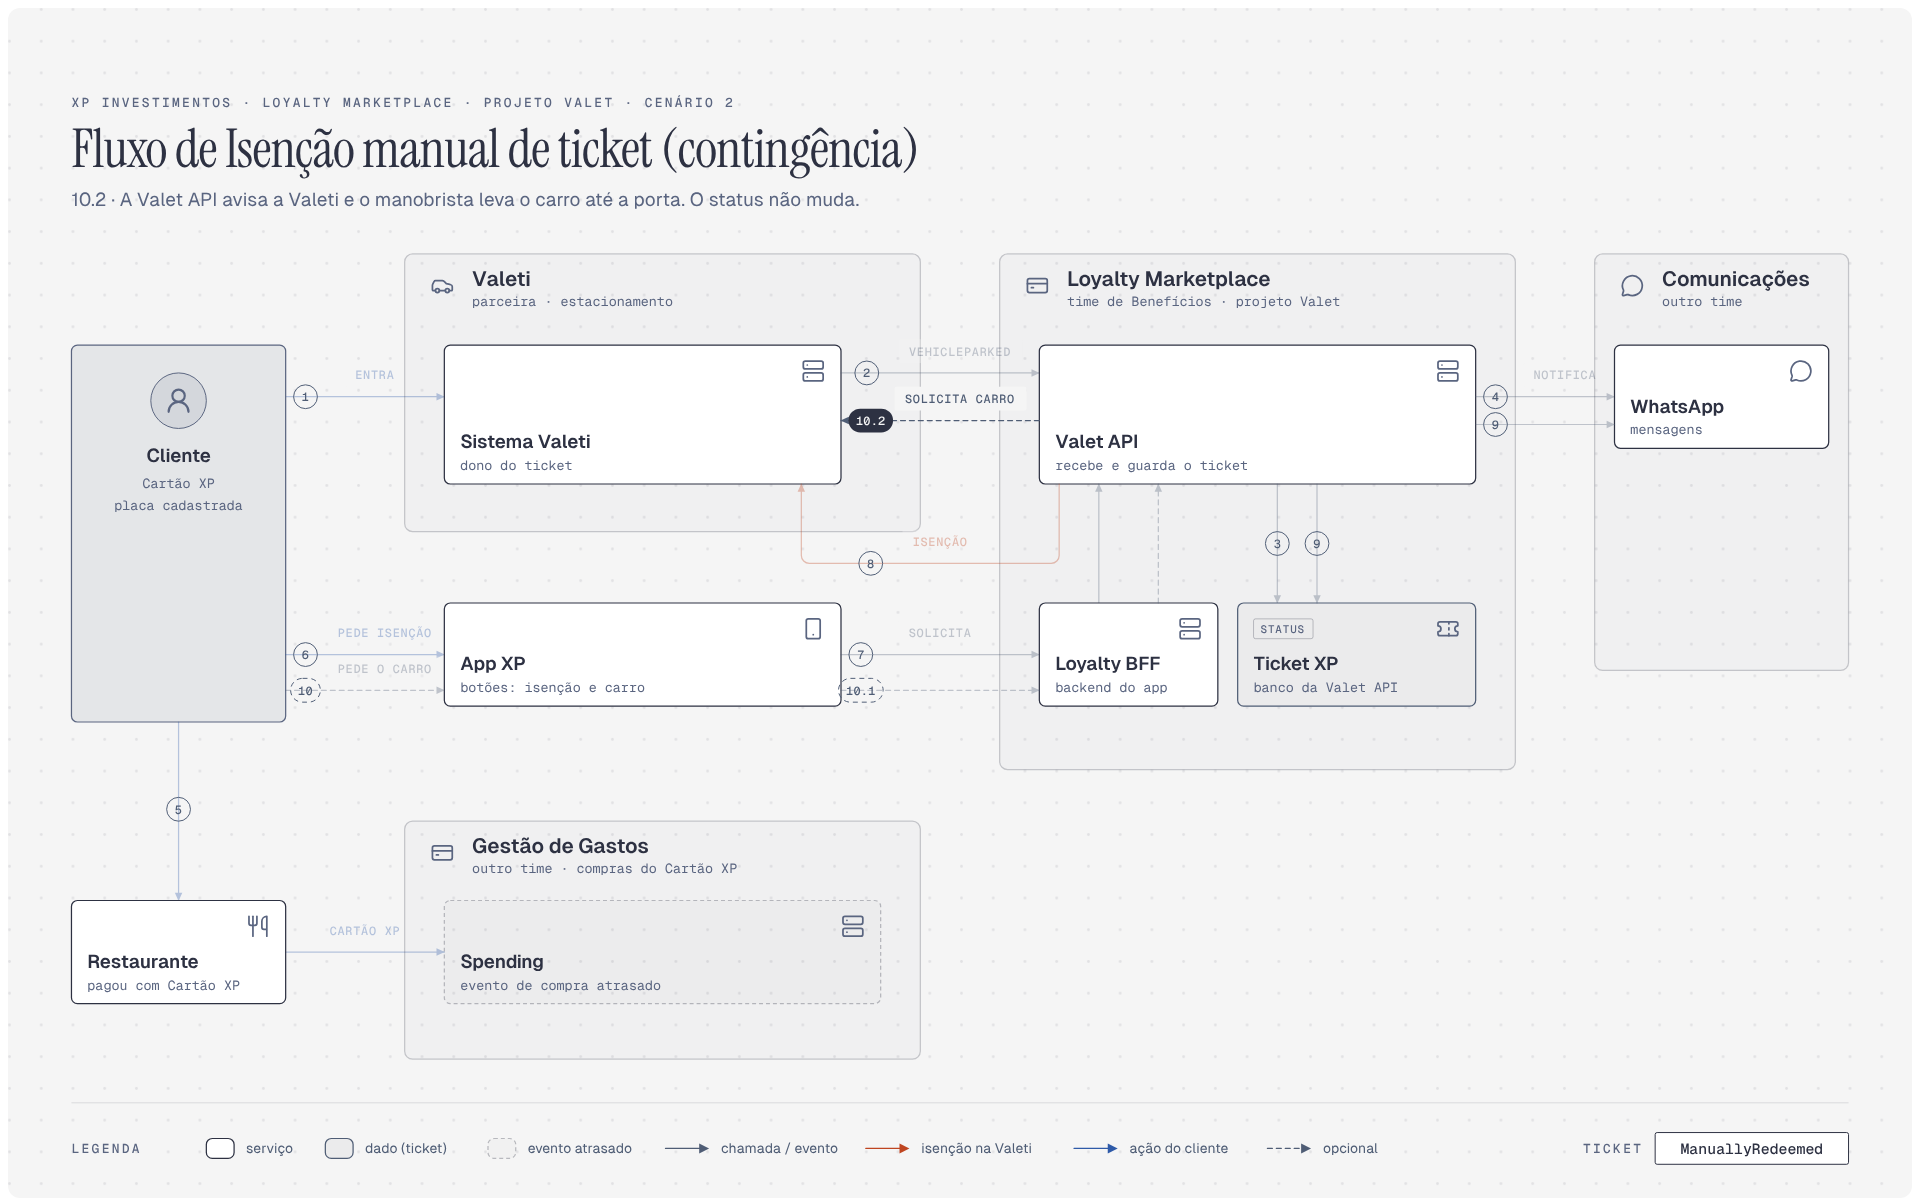 XP INVESTIMENTOS · LOYALTY MARKETPLACE · PROJETO VALET · CENÁRIO 2
Fluxo de Isenção manual de ticket (contingência)
10.2 · A Valet API avisa a Valeti e o manobrista leva o carro até a porta. O status não muda.
Valeti
parceira · estacionamento
Loyalty Marketplace
time de Benefícios · projeto Valet
Comunicações
outro time
Cliente
Cartão XP
placa cadastrada
1
ENTRA
Sistema Valeti
dono do ticket
2
VEHICLEPARKED
SOLICITA CARRO
10.2
Valet API
recebe e guarda o ticket
4
9
NOTIFICA
WhatsApp
mensagens
ISENÇÃO
8
3
9
6
PEDE ISENÇÃO
PEDE O CARRO
10
App XP
botões: isenção e carro
SOLICITA
7
10.1
Loyalty BFF
backend do app
STATUS
Ticket XP
banco da Valet API
5
Restaurante
pagou com Cartão XP
CARTÃO XP
Gestão de Gastos
outro time · compras do Cartão XP
Spending
evento de compra atrasado
LEGENDA
serviço
dado (ticket)
evento atrasado
chamada / evento
isenção na Valeti
ação do cliente
opcional
TICKET
ManuallyRedeemed